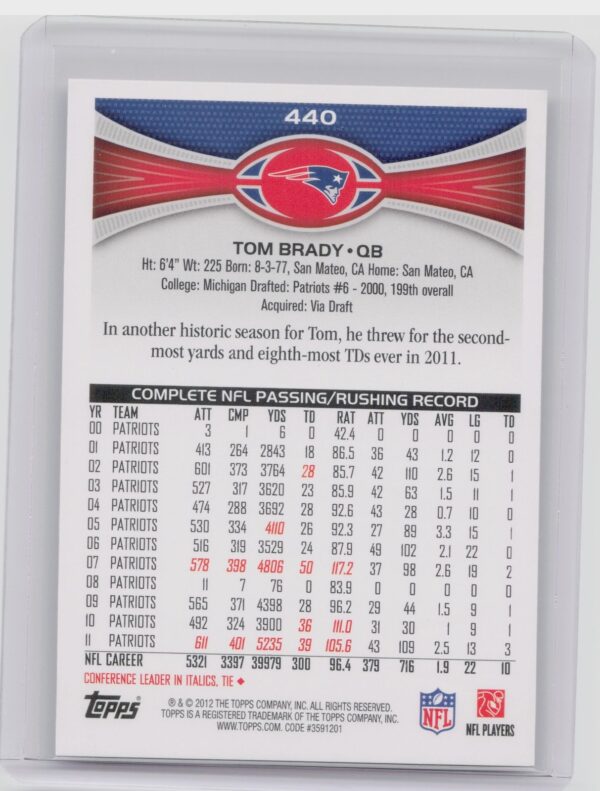 440
TOM BRADY • QB
Ht: 6'4" Wt: 225 Born: 8-3-77, San Mateo, CA Home: San Mateo, CA
College: Michigan Drafted: Patriots #6 - 2000, 199th overall
Acquired: Via Draft
In another historic season for Tom, he threw for the second-
most yards and eighth-most TDs ever in 2011.
COMPLETE NFL PASSING/RUSHING RECORD
YR TEAM ATT CMP YDS TD RAT ATT YDS AVG LG TD
00 PATRIOTS 3 1 6 0 42.4 0 0 0 0 0
01 PATRIOTS 413 264 2843 18 86.5 36 43 1.2 12 0
02 PATRIOTS 601 373 3764 28 85.7 42 110 2.6 15 1
03 PATRIOTS 527 317 3620 23 85.9 42 63 1.5 11 1
04 PATRIOTS 474 288 3692 28 92.6 43 28 0.7 10 0
05 PATRIOTS 530 334 4110 26 92.3 27 89 3.3 15 1
06 PATRIOTS 516 319 3529 24 87.9 49 102 2.1 22 0
07 PATRIOTS 578 398 4806 50 117.2 37 98 2.6 19 2
08 PATRIOTS 11 7 76 0 83.9 0 0 0 0 0
09 PATRIOTS 565 371 4398 28 96.2 29 44 1.5 9 1
10 PATRIOTS 492 324 3900 36 111.0 31 30 1 9 1
11 PATRIOTS 611 401 5235 39 105.6 43 109 2.5 13 3
NFL CAREER 5321 3397 39979 300 96.4 379 716 1.9 22 10
CONFERENCE LEADER IN ITALICS, TIE ◆
Topps
® & © 2012 THE TOPPS COMPANY, INC. ALL RIGHTS RESERVED.
TOPPS IS A REGISTERED TRADEMARK OF THE TOPPS COMPANY, INC.
WWW.TOPPS.COM. CODE #3591201
NFL
NFL PLAYERS